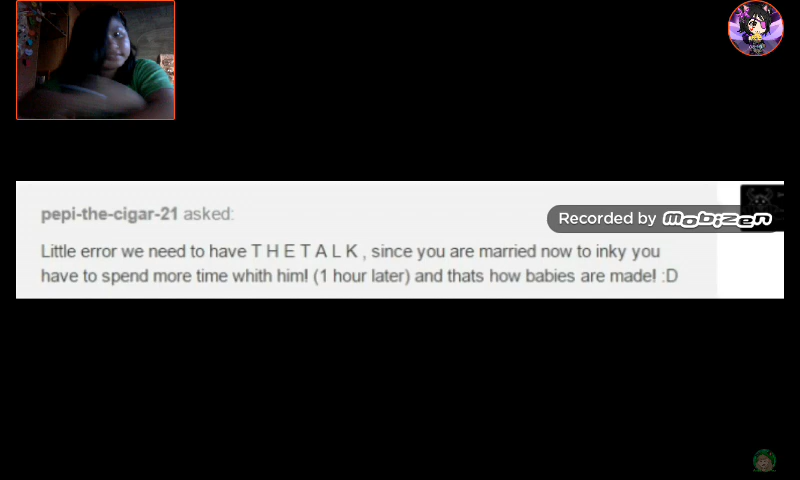 pepi-the-cigar-21 asked:
Recorded by mobizen
Little error we need to have T H E T A L K , since you are married now to inky you
have to spend more time whith him! (1 hour later) and thats how babies are made! :D